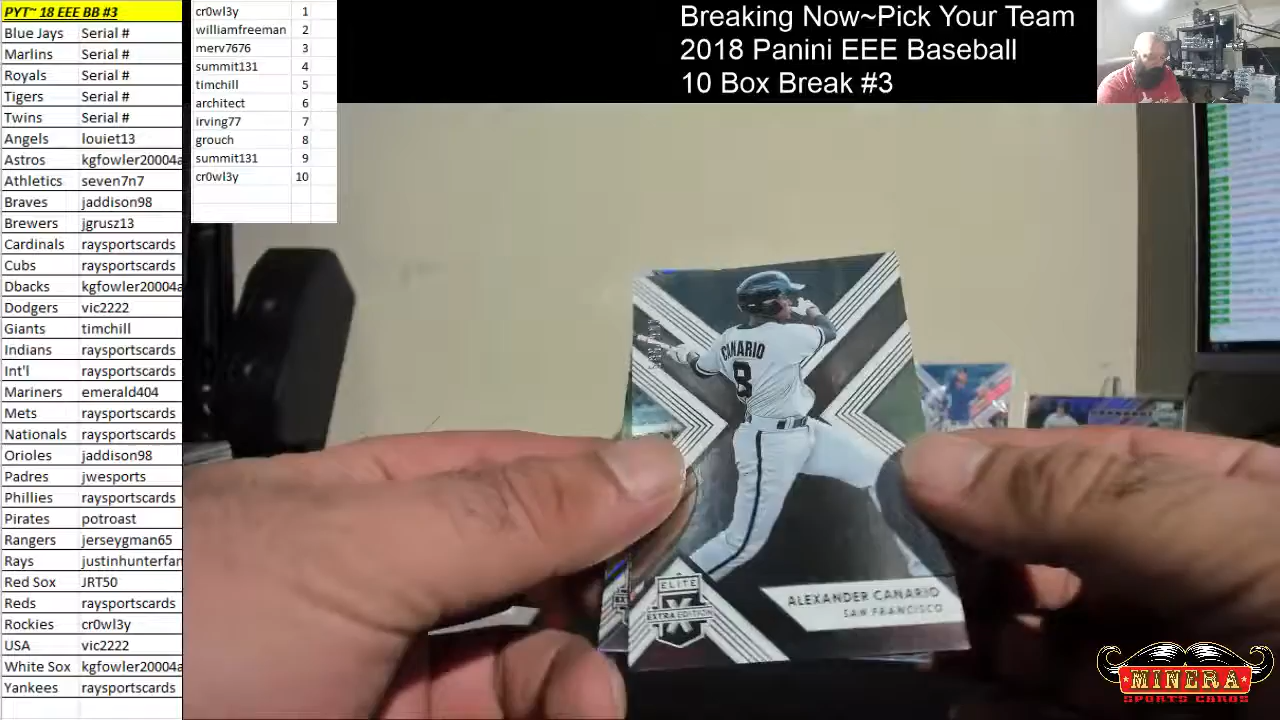 PYT~ 18 EEE BB #3
Blue Jays Serial #
Marlins Serial #
Royals Serial #
Tigers Serial #
Twins Serial #
Angels louiet13
Astros kgfowler20004a
Athletics seven7n7
Braves jaddison98
Brewers jgrusz13
Cardinals raysportscards
Cubs raysportscards
Dbacks kgfowler20004a
Dodgers vic2222
Giants timchill
Indians raysportscards
Int'l raysportscards
Mariners emerald404
Mets raysportscards
Nationals raysportscards
Orioles jaddison98
Padres jwesports
Phillies raysportscards
Pirates potroast
Rangers jerseygman65
Rays justinhunterfan
Red Sox JRT50
Reds raysportscards
Rockies cr0wl3y
USA vic2222
White Sox kgfowler20004a
Yankees raysportscards
cr0wl3y 1
williamfreeman 2
merv7676 3
summit131 4
timchill 5
architect 6
irving77 7
grouch 8
summit131 9
cr0wl3y 10
Breaking Now~Pick Your Team
2018 Panini EEE Baseball
10 Box Break #3
CANARIO
8
ELITE
EXTRA EDITION
X
ALEXANDER CANARIO
SAN FRANCISCO
MINERA
SPORTS CARDS